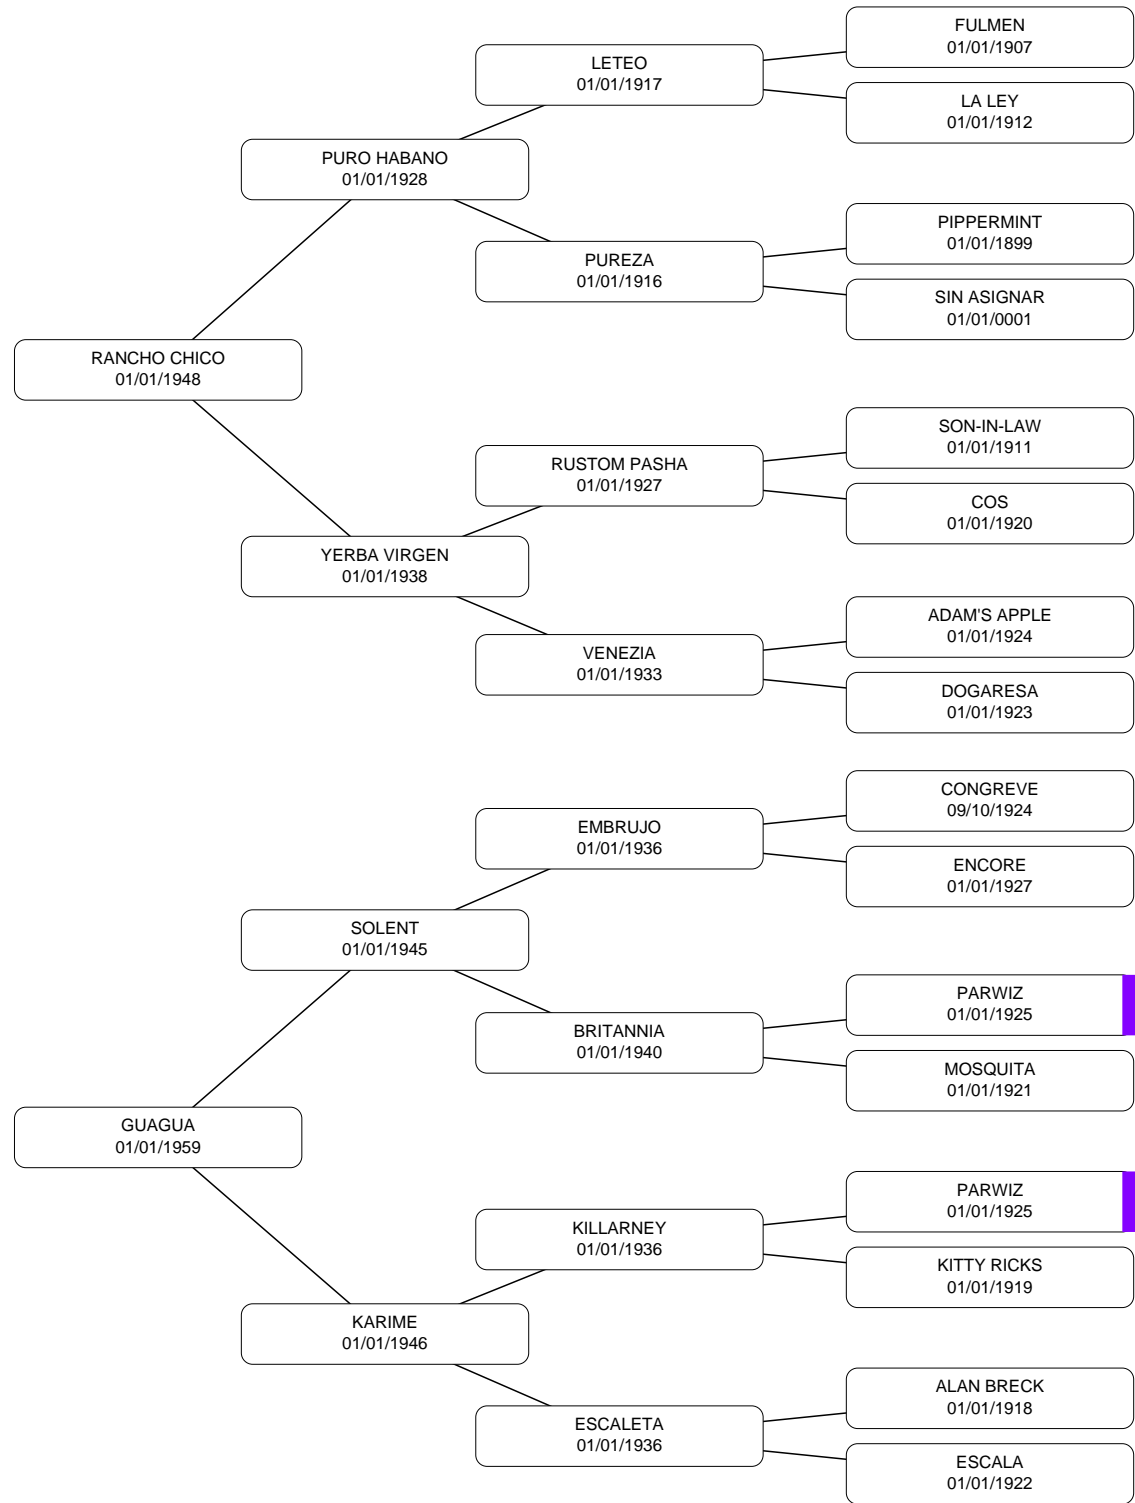 FULMEN
01/01/1907
LETEO
01/01/1917
LA LEY
01/01/1912
PURO HABANO
01/01/1928
PIPPERMINT
01/01/1899
PUREZA
01/01/1916
SIN ASIGNAR
01/01/0001
RANCHO CHICO
01/01/1948
SON-IN-LAW
01/01/1911
RUSTOM PASHA
01/01/1927
COS
01/01/1920
YERBA VIRGEN
01/01/1938
ADAM'S APPLE
01/01/1924
VENEZIA
01/01/1933
DOGARESA
01/01/1923
CONGREVE
09/10/1924
EMBRUJO
01/01/1936
ENCORE
01/01/1927
SOLENT
01/01/1945
PARWIZ
01/01/1925
BRITANNIA
01/01/1940
MOSQUITA
01/01/1921
GUAGUA
01/01/1959
PARWIZ
01/01/1925
KILLARNEY
01/01/1936
KITTY RICKS
01/01/1919
KARIME
01/01/1946
ALAN BRECK
01/01/1918
ESCALETA
01/01/1936
ESCALA
01/01/1922